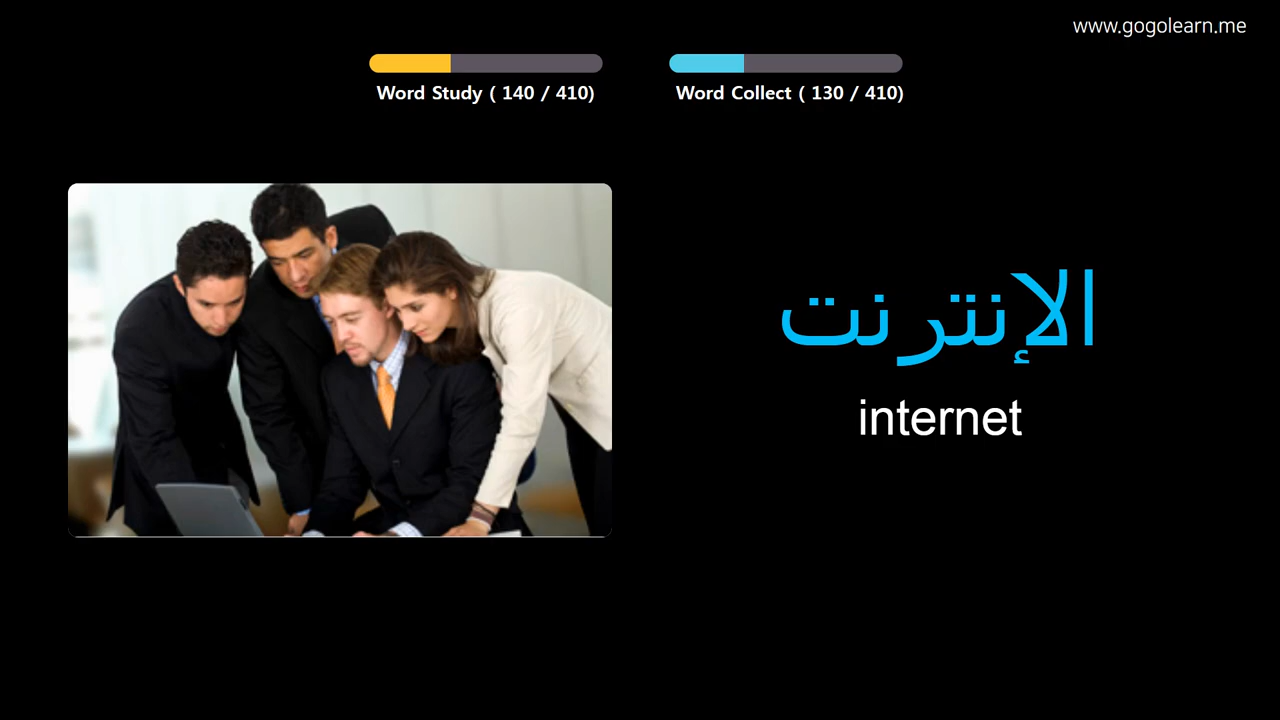 www.gogolearn.me
Word Study ( 140 / 410)
Word Collect ( 130 / 410)
الإنترنت
internet